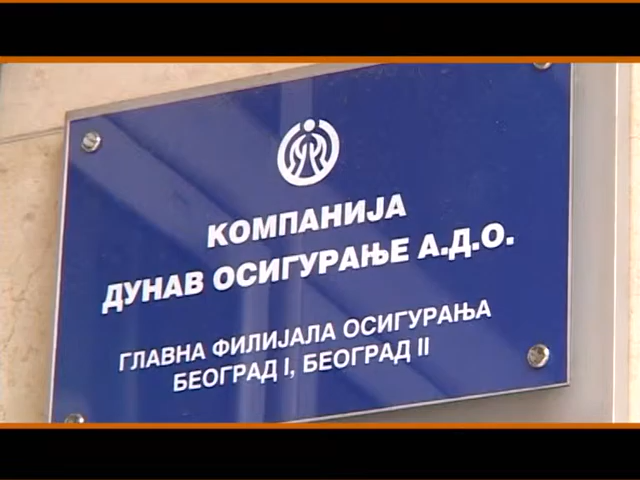 КОМПАНИЈА
ДУНАВ ОСИГУРАЊЕ А.Д.О.
ГЛАВНА ФИЛИЈАЛА ОСИГУРАЊА
БЕОГРАД I, БЕОГРАД II